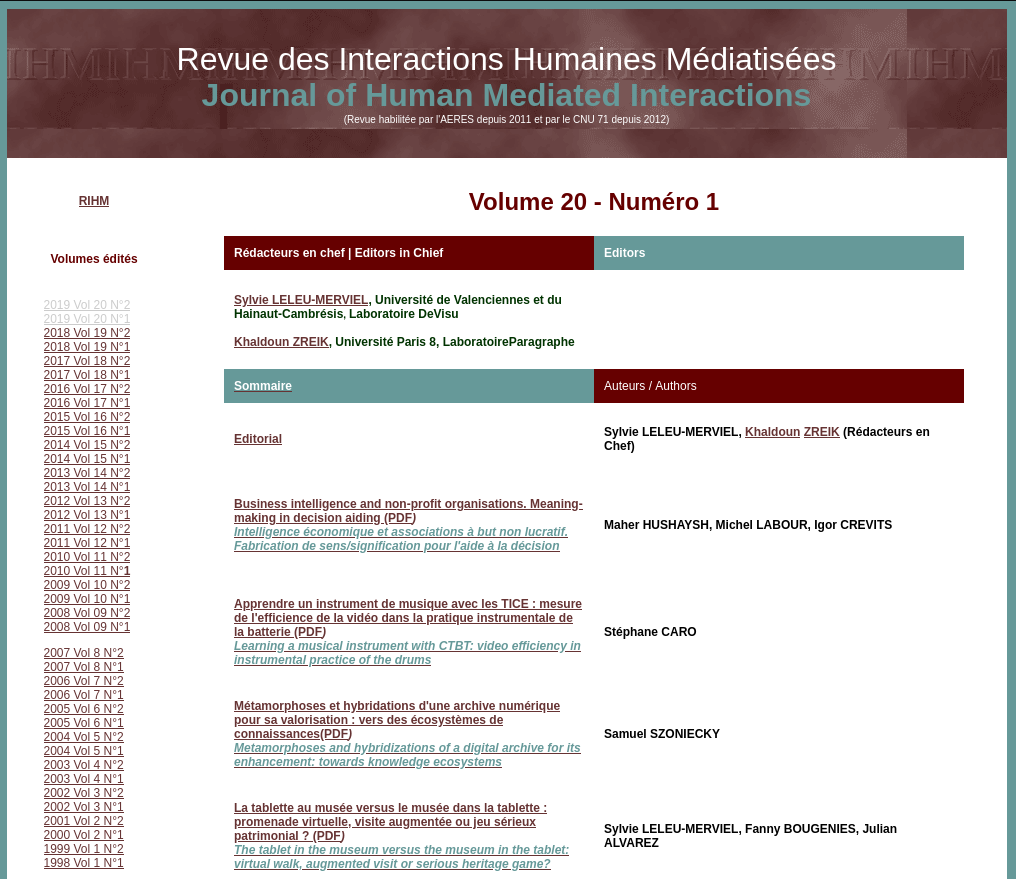 Revue des Interactions Humaines Médiatisées
Journal of Human Mediated Interactions
(Revue habilitée par l'AERES depuis 2011 et par le CNU 71 depuis 2012)
RIHM
Volumes édités
2019 Vol 20 N°2
2019 Vol 20 N°1
2018 Vol 19 N°2
2018 Vol 19 N°1
2017 Vol 18 N°2
2017 Vol 18 N°1
2016 Vol 17 N°2
2016 Vol 17 N°1
2015 Vol 16 N°2
2015 Vol 16 N°1
2014 Vol 15 N°2
2014 Vol 15 N°1
2013 Vol 14 N°2
2013 Vol 14 N°1
2012 Vol 13 N°2
2012 Vol 13 N°1
2011 Vol 12 N°2
2011 Vol 12 N°1
2010 Vol 11 N°2
2010 Vol 11 N°1
2009 Vol 10 N°2
2009 Vol 10 N°1
2008 Vol 09 N°2
2008 Vol 09 N°1
2007 Vol 8 N°2
2007 Vol 8 N°1
2006 Vol 7 N°2
2006 Vol 7 N°1
2005 Vol 6 N°2
2005 Vol 6 N°1
2004 Vol 5 N°2
2004 Vol 5 N°1
2003 Vol 4 N°2
2003 Vol 4 N°1
2002 Vol 3 N°2
2002 Vol 3 N°1
2001 Vol 2 N°2
2000 Vol 2 N°1
1999 Vol 1 N°2
1998 Vol 1 N°1
Volume 20 - Numéro 1
Rédacteurs en chef | Editors in Chief
Editors
Sylvie LELEU-MERVIEL, Université de Valenciennes et du
Hainaut-Cambrésis, Laboratoire DeVisu
Khaldoun ZREIK, Université Paris 8, LaboratoireParagraphe
Sommaire
Auteurs / Authors
Editorial
Sylvie LELEU-MERVIEL, Khaldoun ZREIK (Rédacteurs en
Chef)
Business intelligence and non-profit organisations. Meaning-
making in decision aiding (PDF)
Intelligence économique et associations à but non lucratif.
Fabrication de sens/signification pour l'aide à la décision
Maher HUSHAYSH, Michel LABOUR, Igor CREVITS
Apprendre un instrument de musique avec les TICE : mesure
de l'efficience de la vidéo dans la pratique instrumentale de
la batterie (PDF)
Learning a musical instrument with CTBT: video efficiency in
instrumental practice of the drums
Stéphane CARO
Métamorphoses et hybridations d'une archive numérique
pour sa valorisation : vers des écosystèmes de
connaissances(PDF)
Metamorphoses and hybridizations of a digital archive for its
enhancement: towards knowledge ecosystems
Samuel SZONIECKY
La tablette au musée versus le musée dans la tablette :
promenade virtuelle, visite augmentée ou jeu sérieux
patrimonial ? (PDF)
The tablet in the museum versus the museum in the tablet:
virtual walk, augmented visit or serious heritage game?
Sylvie LELEU-MERVIEL, Fanny BOUGENIES, Julian
ALVAREZ